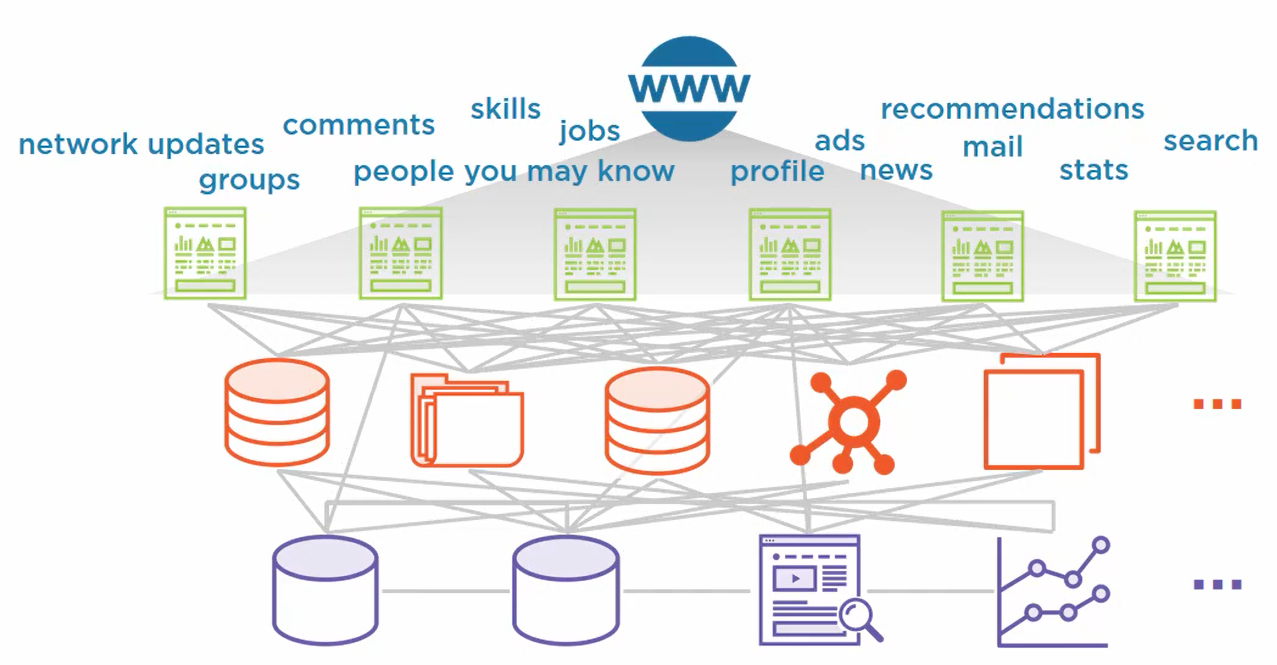 www
skills
recommendations
comments
jobs
ads
search
network updates
mail
groups
people you may know
profile
news
stats
...
...